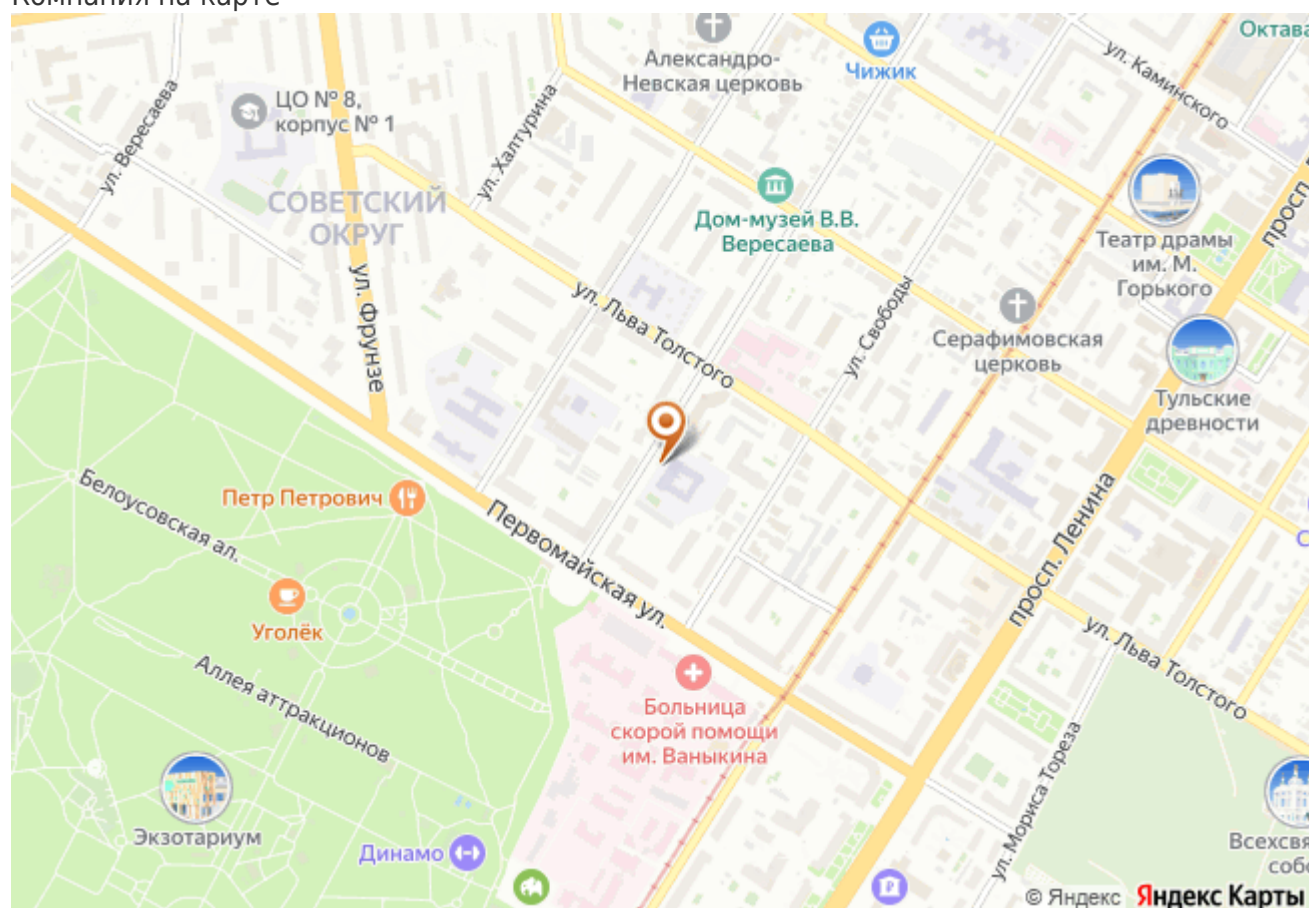 Компания на карте
Октава
Александро-
Невская церковь
Чижик
ул. Каминского
ЦО № 8,
корпус № 1
ул. Вересаева
ул. Халтурина
СОВЕТСКИЙ
ОКРУГ
Дом-музей В.В.
Вересаева
Театр драмы
им. М.
Горького
просп.
ул. Фрунзе
ул. Льва Толстого
ул. Свободы
Серафимовская
церковь
Тульские
древности
Белоусовская ал.
Петр Петрович
Первомайская ул.
просп. Ленина
Уголёк
ул. Льва Толстого
Аллея аттракционов
Больница
скорой помощи
им. Ваныкина
ул. Мориса Тореза
Экзотариум
Динамо
Всехсвя
собо
© Яндекс Яндекс Карты